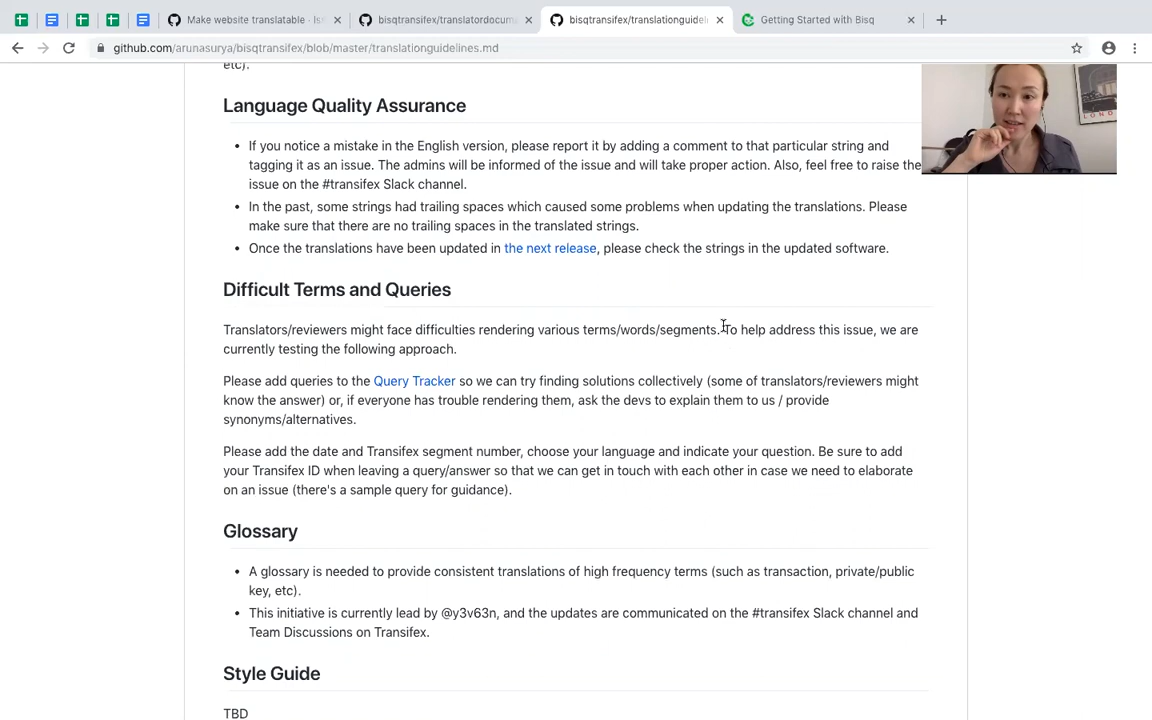 Make website translatable · Iss
bisqtransifex/translatordocum
bisqtransifex/translationguidelin
Getting Started with Bisq
github.com/arunasurya/bisqtransifex/blob/master/translationguidelines.md
etc).
Language Quality Assurance
If you notice a mistake in the English version, please report it by adding a comment to that particular string and
tagging it as an issue. The admins will be informed of the issue and will take proper action. Also, feel free to raise the
issue on the #transifex Slack channel.
In the past, some strings had trailing spaces which caused some problems when updating the translations. Please
make sure that there are no trailing spaces in the translated strings.
Once the translations have been updated in the next release, please check the strings in the updated software.
Difficult Terms and Queries
Translators/reviewers might face difficulties rendering various terms/words/segments. To help address this issue, we are
currently testing the following approach.
Please add queries to the Query Tracker so we can try finding solutions collectively (some of translators/reviewers might
know the answer) or, if everyone has trouble rendering them, ask the devs to explain them to us / provide
synonyms/alternatives.
Please add the date and Transifex segment number, choose your language and indicate your question. Be sure to add
your Transifex ID when leaving a query/answer so that we can get in touch with each other in case we need to elaborate
on an issue (there's a sample query for guidance).
Glossary
A glossary is needed to provide consistent translations of high frequency terms (such as transaction, private/public
key, etc).
This initiative is currently lead by @y3v63n, and the updates are communicated on the #transifex Slack channel and
Team Discussions on Transifex.
Style Guide
TBD